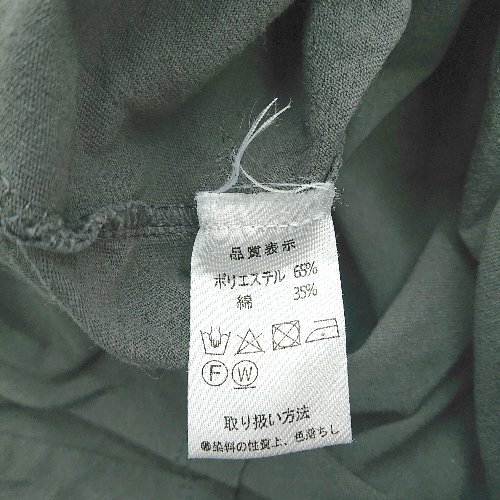 品質表示
ポリエステル 65%
綿 35%
F W
取り扱い方法
染料の性質上、色落ちし